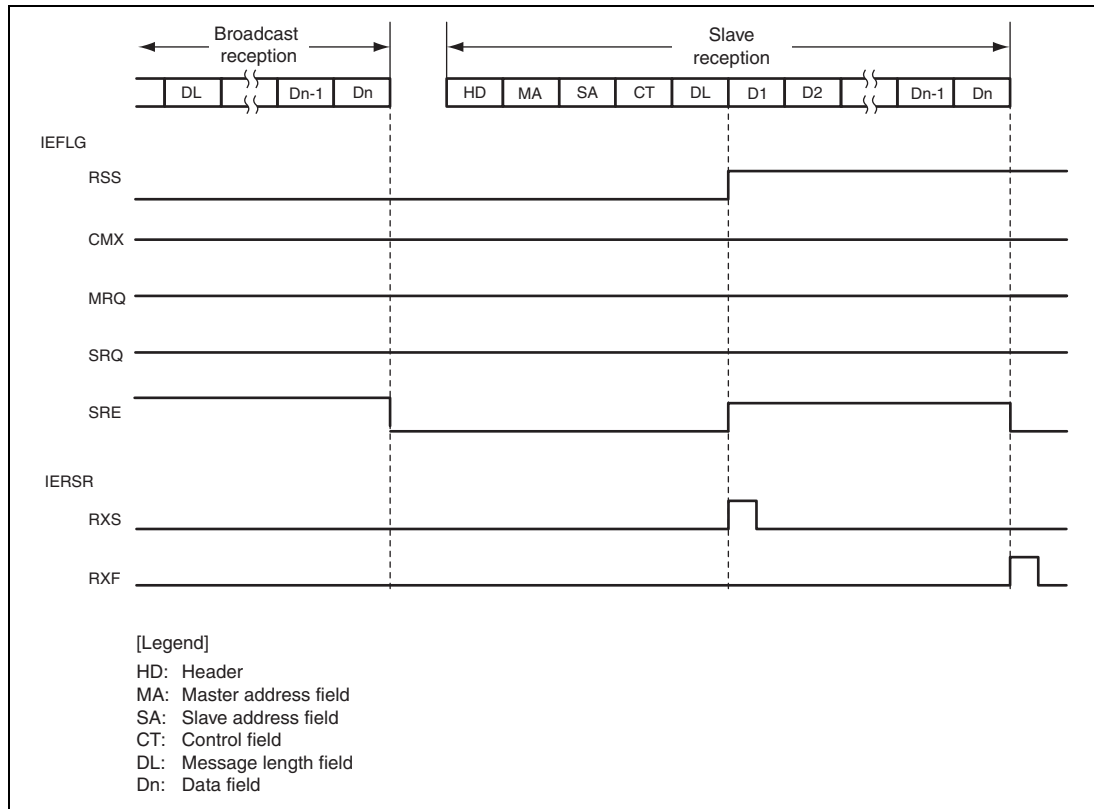 Broadcast
reception
Slave
reception
DL Dn-1 Dn HD MA SA CT DL D1 D2 Dn-1 Dn
IEFLG
RSS
CMX
MRQ
SRQ
SRE
IERSR
RXS
RXF
[Legend]
HD: Header
MA: Master address field
SA: Slave address field
CT: Control field
DL: Message length field
Dn: Data field